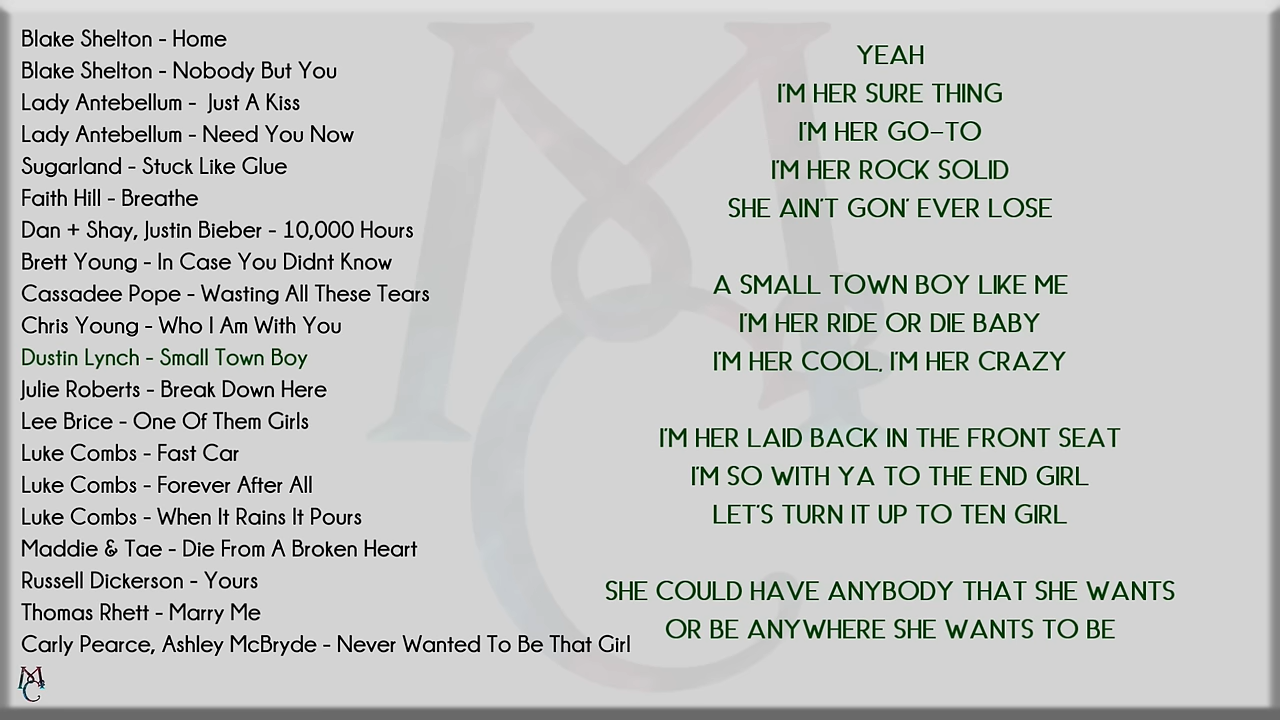 Blake Shelton - Home
Blake Shelton - Nobody But You
Lady Antebellum -  Just A Kiss
Lady Antebellum - Need You Now
Sugarland - Stuck Like Glue
Faith Hill - Breathe
Dan + Shay, Justin Bieber - 10,000 Hours
Brett Young - In Case You Didnt Know
Cassadee Pope - Wasting All These Tears
Chris Young - Who I Am With You
Dustin Lynch - Small Town Boy
Julie Roberts - Break Down Here
Lee Brice - One Of Them Girls
Luke Combs - Fast Car
Luke Combs - Forever After All
Luke Combs - When It Rains It Pours
Maddie & Tae - Die From A Broken Heart
Russell Dickerson - Yours
Thomas Rhett - Marry Me
Carly Pearce, Ashley McBryde - Never Wanted To Be That Girl
YEAH
I'M HER SURE THING
I'M HER GO-TO
I'M HER ROCK SOLID
SHE AIN'T GON' EVER LOSE
A SMALL TOWN BOY LIKE ME
I'M HER RIDE OR DIE BABY
I'M HER COOL, I'M HER CRAZY
I'M HER LAID BACK IN THE FRONT SEAT
I'M SO WITH YA TO THE END GIRL
LET'S TURN IT UP TO TEN GIRL
SHE COULD HAVE ANYBODY THAT SHE WANTS
OR BE ANYWHERE SHE WANTS TO BE
MC